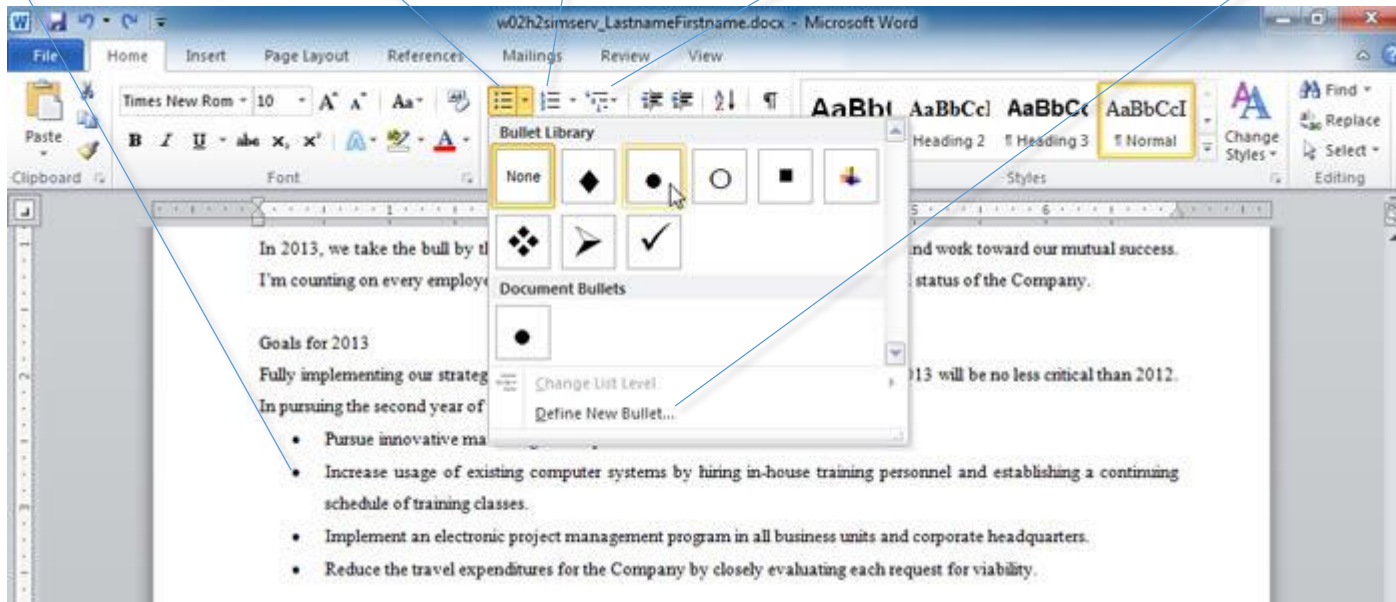 w02h2simserv_LastnameFirstname.docx - Microsoft Word
File Home Insert Page Layout References Mailings Review View
Paste
Clipboard
Times New Rom 10 A A Aa
B I U abc x, x² A A
Font
Bullet Library
None
Document Bullets
Change List Level
Define New Bullet...
AaBbC AaBbCcI AaBbCc AaBbCcI
Heading 2 ¶ Heading 3 ¶ Normal
Styles
Change Styles
Find
Replace
Select
Editing
In 2013, we take the bull by nd work toward our mutual success.
I'm counting on every employe status of the Company.
Goals for 2013
Fully implementing our strateg 13 will be no less critical than 2012.
In pursuing the second year of
• Pursue innovative ma
• Increase usage of existing computer systems by hiring in-house training personnel and establishing a continuing
schedule of training classes.
• Implement an electronic project management program in all business units and corporate headquarters.
• Reduce the travel expenditures for the Company by closely evaluating each request for viability.